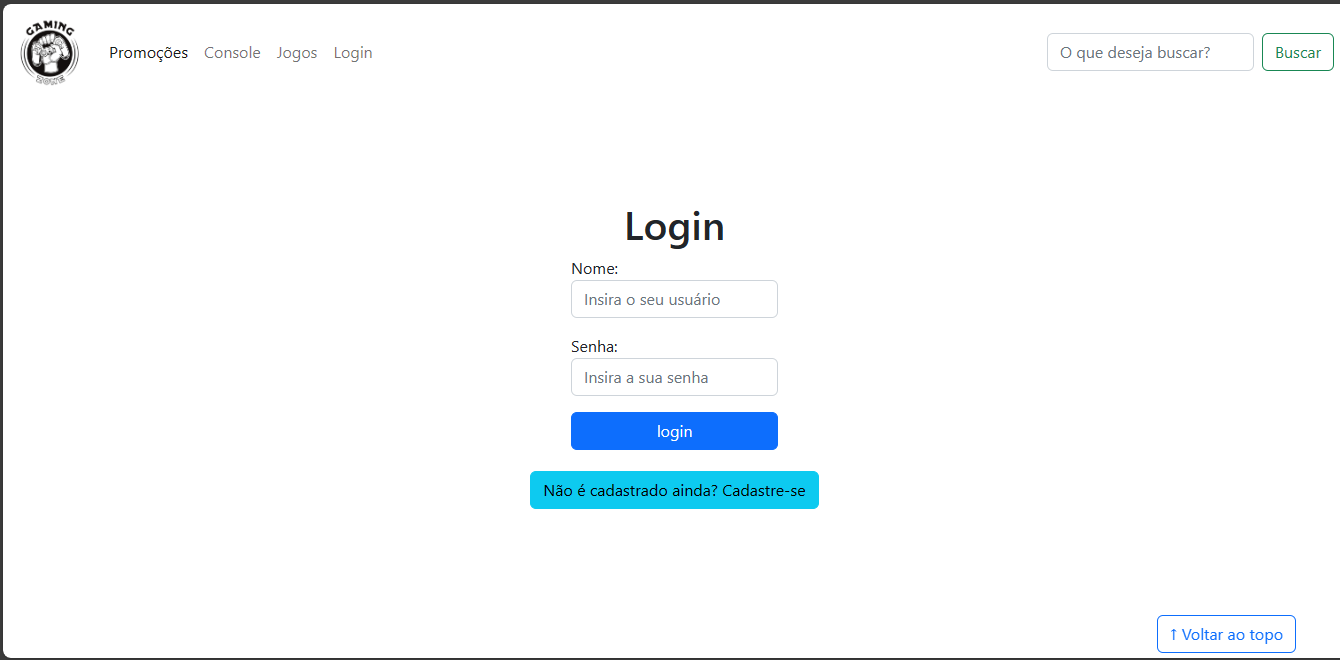 GAMING
Promoções Console Jogos Login
O que deseja buscar? Buscar
Login
Nome:
Insira o seu usuário
Senha:
Insira a sua senha
login
Não é cadastrado ainda? Cadastre-se
↑ Voltar ao topo